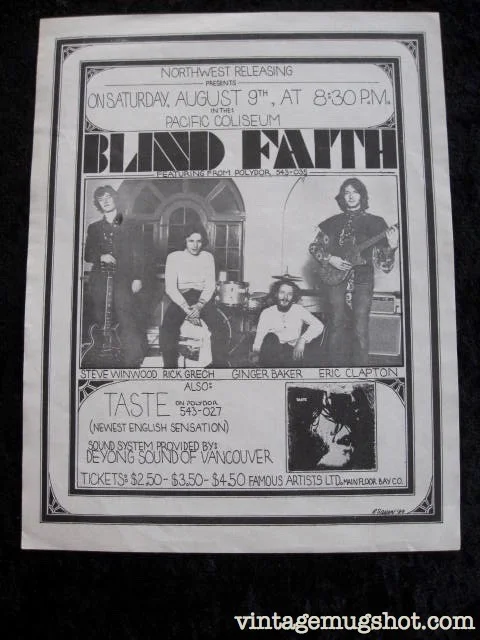 NORTHWEST RELEASING
PRESENTS
ON SATURDAY, AUGUST 9TH, AT 8:30 P.M.
IN THE:
PACIFIC COLISEUM
BLIND FAITH
FEATURING FROM POLYDOR 543-035
STEVE WINWOOD RICK GRECH GINGER BAKER ERIC CLAPTON
ALSO:
TASTE ON POLYDOR
543-027
(NEWEST ENGLISH SENSATION)
TASTE
SOUND SYSTEM PROVIDED BY:
DEYONG SOUND OF VANCOUVER
TICKETS: $2.50 - $3.50 - $4.50 FAMOUS ARTISTS LTD. MAIN FLOOR BAY CO.
vintagemugshot.com